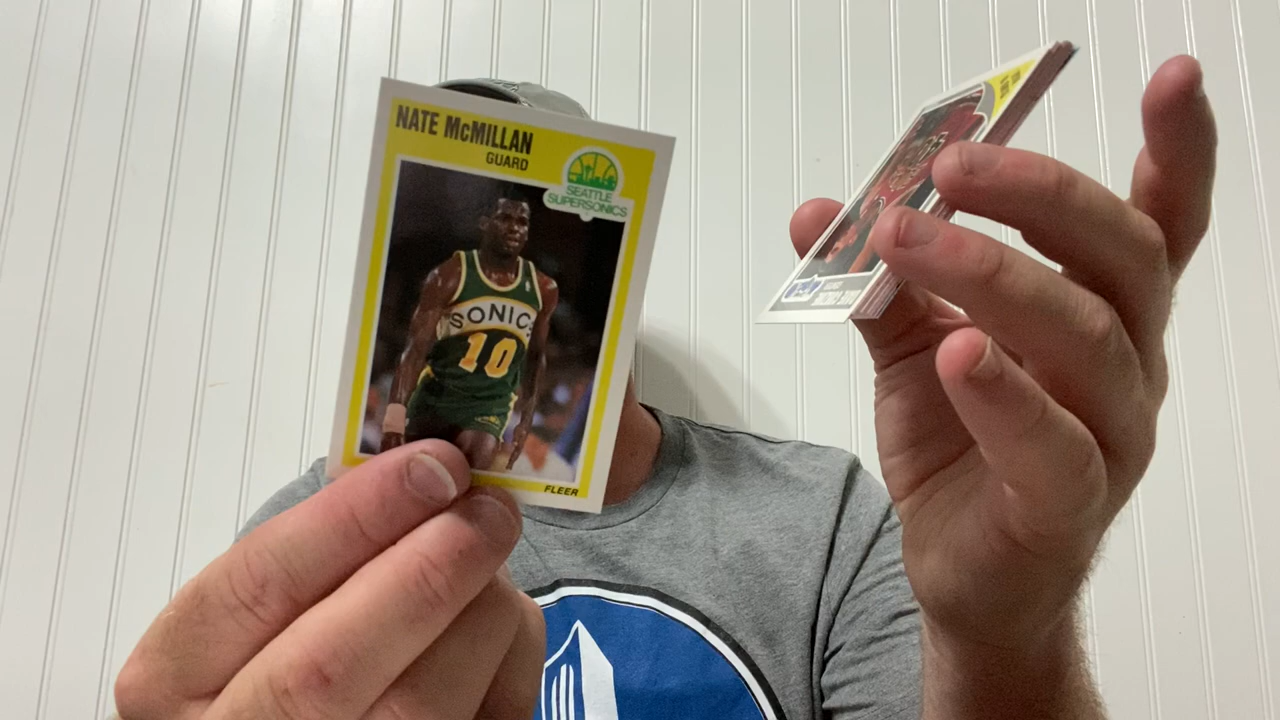 NATE McMILLAN
GUARD
SEATTLE
SUPERSONICS
SONICS
10
FLEER